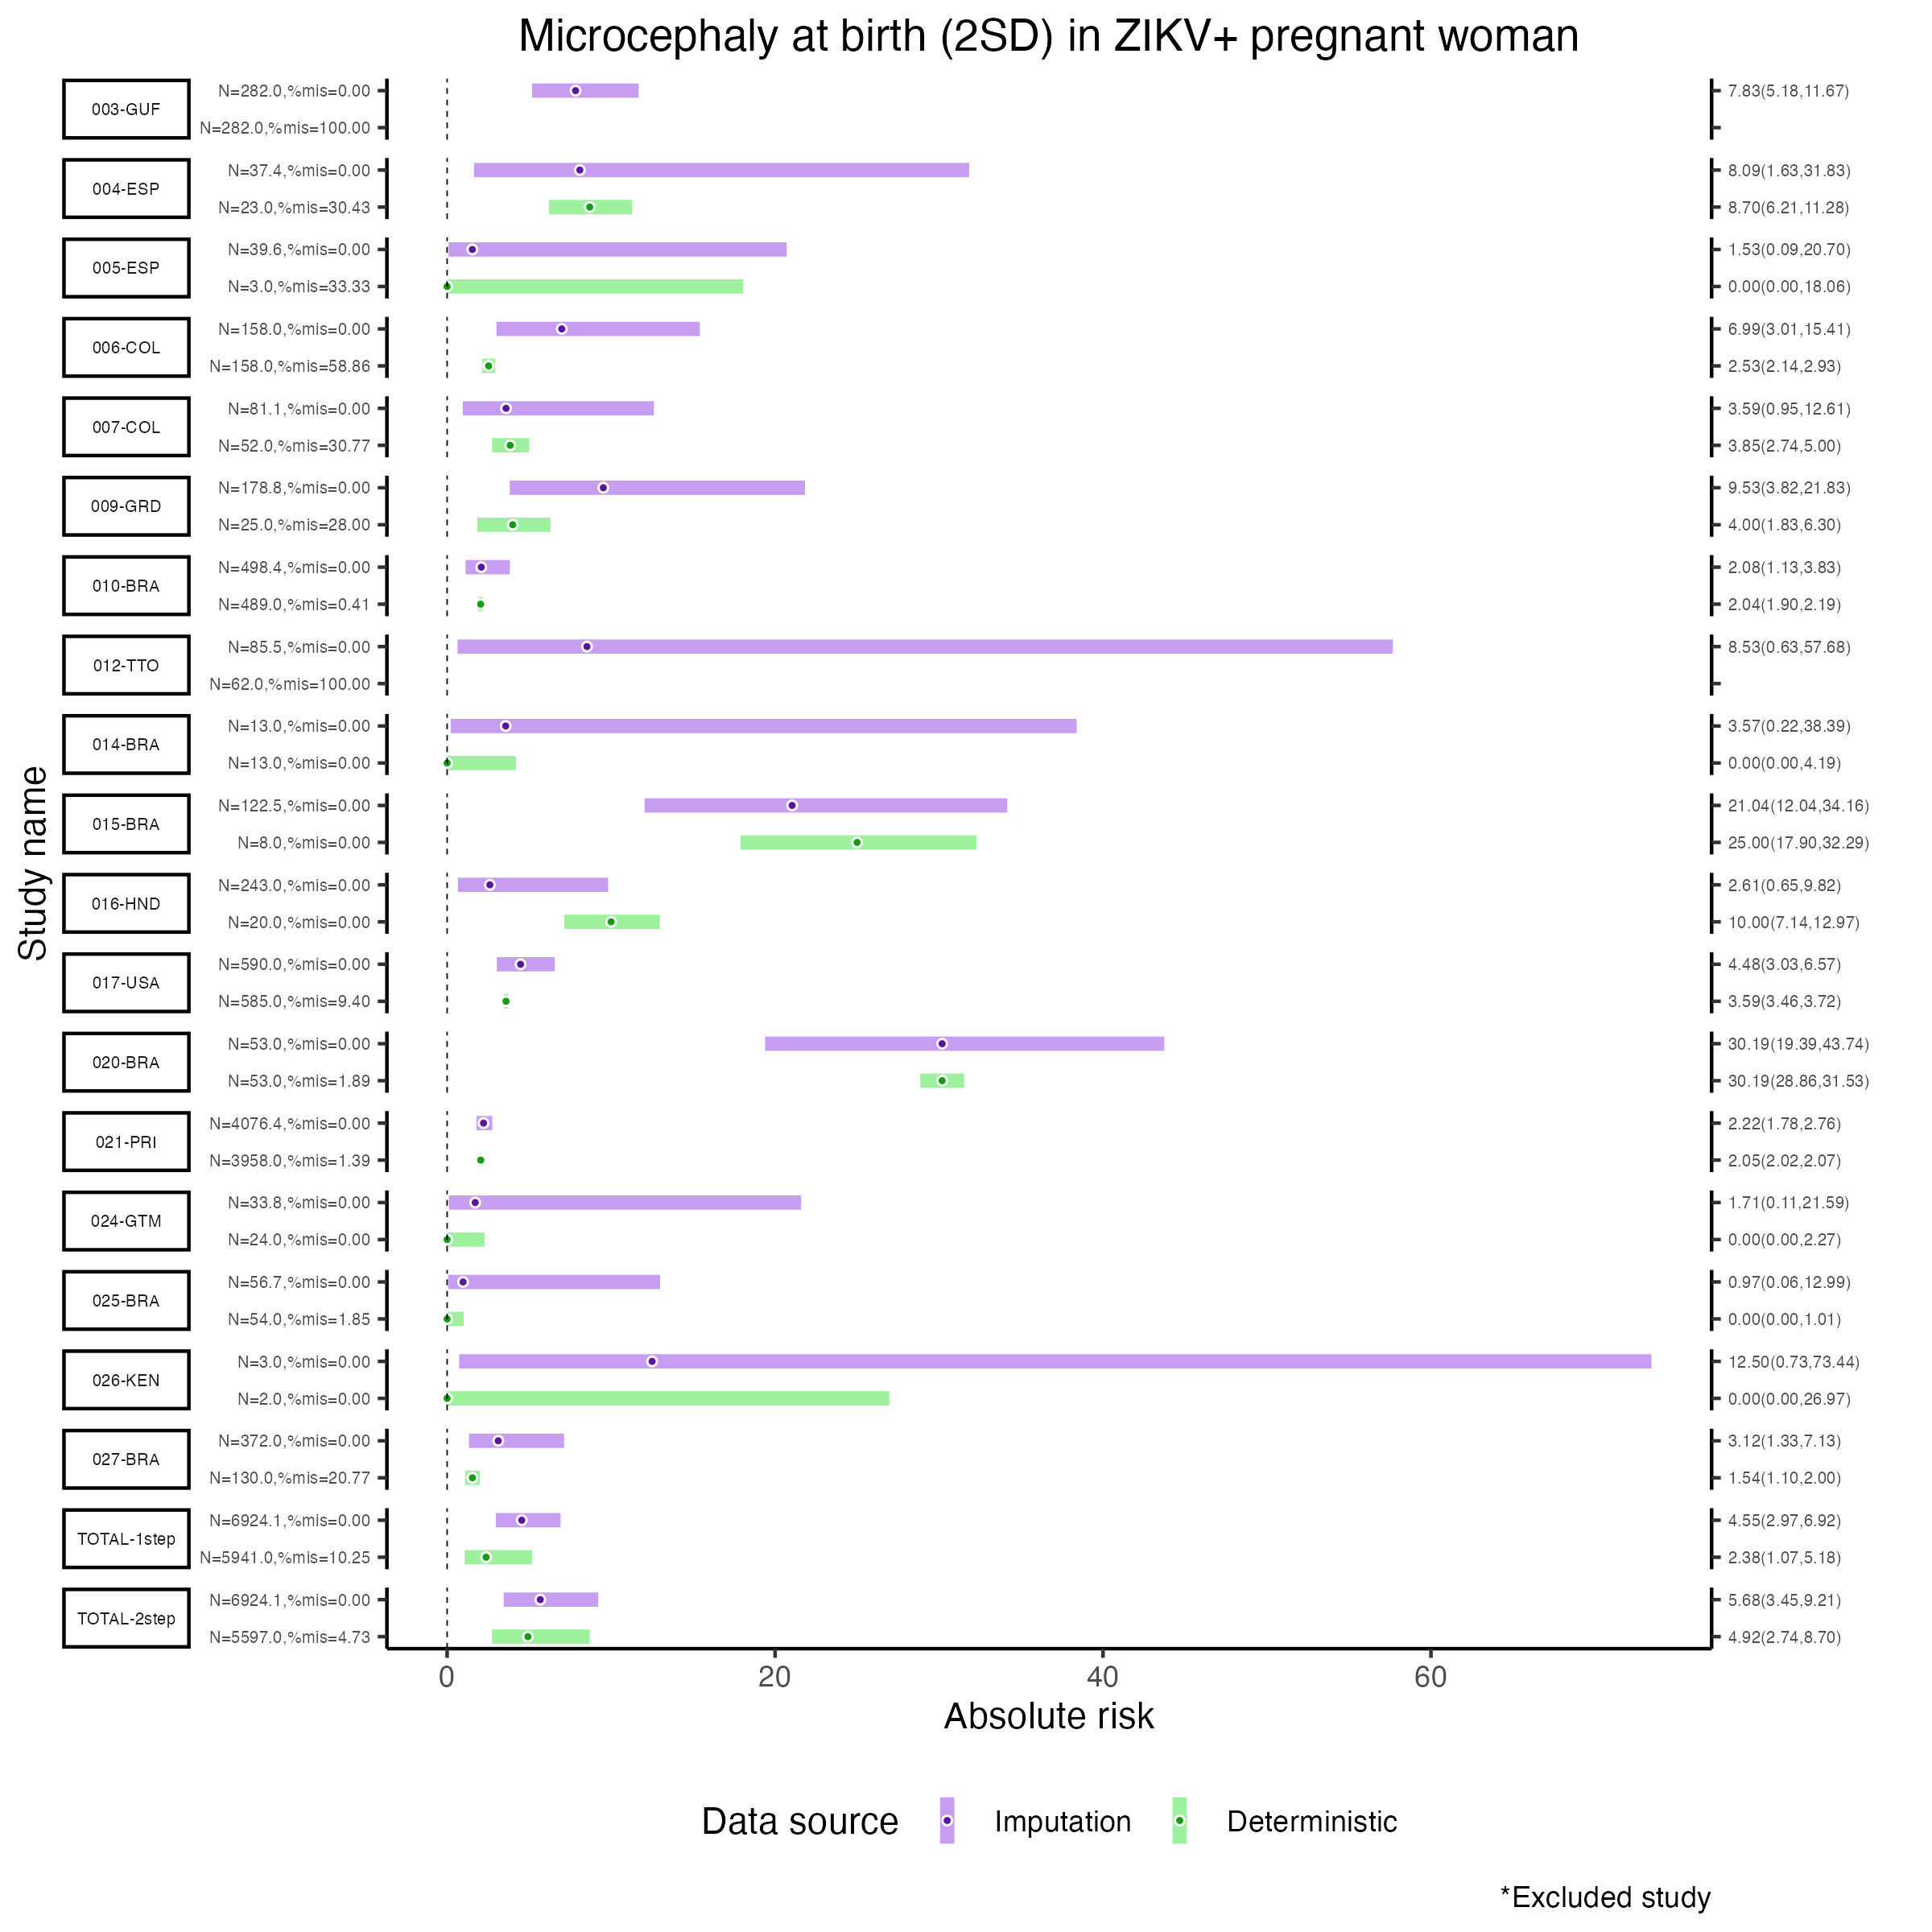 Microcephaly at birth (2SD) in ZIKV+ pregnant woman
Study name
003-GUF
N=282.0,%mis=0.00
7.83(5.18,11.67)
N=282.0,%mis=100.00
004-ESP
N=37.4,%mis=0.00
8.09(1.63,31.83)
N=23.0,%mis=30.43
8.70(6.21,11.28)
005-ESP
N=39.6,%mis=0.00
1.53(0.09,20.70)
N=3.0,%mis=33.33
0.00(0.00,18.06)
006-COL
N=158.0,%mis=0.00
6.99(3.01,15.41)
N=158.0,%mis=58.86
2.53(2.14,2.93)
007-COL
N=81.1,%mis=0.00
3.59(0.95,12.61)
N=52.0,%mis=30.77
3.85(2.74,5.00)
009-GRD
N=178.8,%mis=0.00
9.53(3.82,21.83)
N=25.0,%mis=28.00
4.00(1.83,6.30)
010-BRA
N=498.4,%mis=0.00
2.08(1.13,3.83)
N=489.0,%mis=0.41
2.04(1.90,2.19)
012-TTO
N=85.5,%mis=0.00
8.53(0.63,57.68)
N=62.0,%mis=100.00
014-BRA
N=13.0,%mis=0.00
3.57(0.22,38.39)
N=13.0,%mis=0.00
0.00(0.00,4.19)
015-BRA
N=122.5,%mis=0.00
21.04(12.04,34.16)
N=8.0,%mis=0.00
25.00(17.90,32.29)
016-HND
N=243.0,%mis=0.00
2.61(0.65,9.82)
N=20.0,%mis=0.00
10.00(7.14,12.97)
017-USA
N=590.0,%mis=0.00
4.48(3.03,6.57)
N=585.0,%mis=9.40
3.59(3.46,3.72)
020-BRA
N=53.0,%mis=0.00
30.19(19.39,43.74)
N=53.0,%mis=1.89
30.19(28.86,31.53)
021-PRI
N=4076.4,%mis=0.00
2.22(1.78,2.76)
N=3958.0,%mis=1.39
2.05(2.02,2.07)
024-GTM
N=33.8,%mis=0.00
1.71(0.11,21.59)
N=24.0,%mis=0.00
0.00(0.00,2.27)
025-BRA
N=56.7,%mis=0.00
0.97(0.06,12.99)
N=54.0,%mis=1.85
0.00(0.00,1.01)
026-KEN
N=3.0,%mis=0.00
12.50(0.73,73.44)
N=2.0,%mis=0.00
0.00(0.00,26.97)
027-BRA
N=372.0,%mis=0.00
3.12(1.33,7.13)
N=130.0,%mis=20.77
1.54(1.10,2.00)
TOTAL-1step
N=6924.1,%mis=0.00
4.55(2.97,6.92)
N=5941.0,%mis=10.25
2.38(1.07,5.18)
TOTAL-2step
N=6924.1,%mis=0.00
5.68(3.45,9.21)
N=5597.0,%mis=4.73
4.92(2.74,8.70)
0 20 40 60
Absolute risk
Data source Imputation Deterministic
*Excluded study